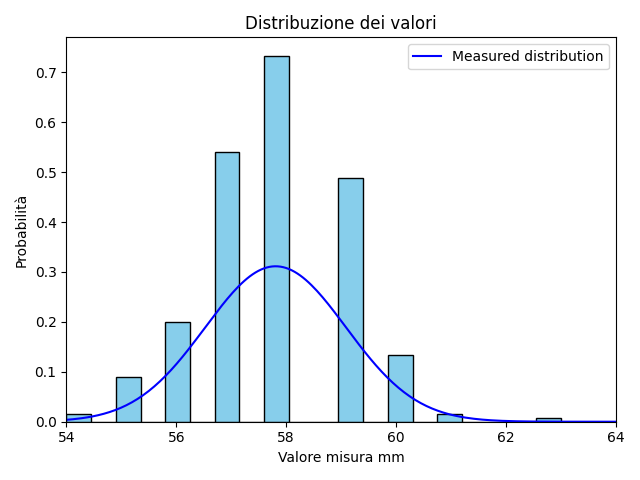 Distribuzione dei valori
Measured distribution
Probabilità
0.7
0.6
0.5
0.4
0.3
0.2
0.1
0.0
54 56 58 60 62 64
Valore misura mm